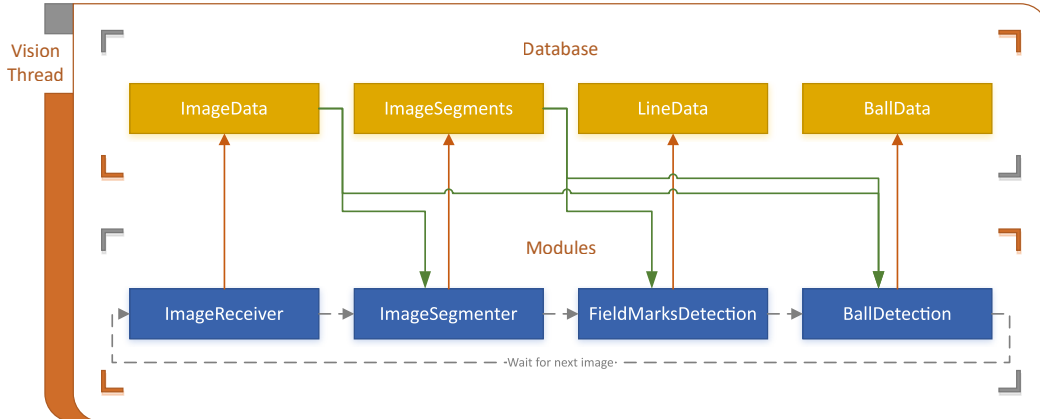 Vision
Thread
Database
ImageData
ImageSegments
LineData
BallData
Modules
ImageReceiver
ImageSegmenter
FieldMarksDetection
BallDetection
Wait for next image